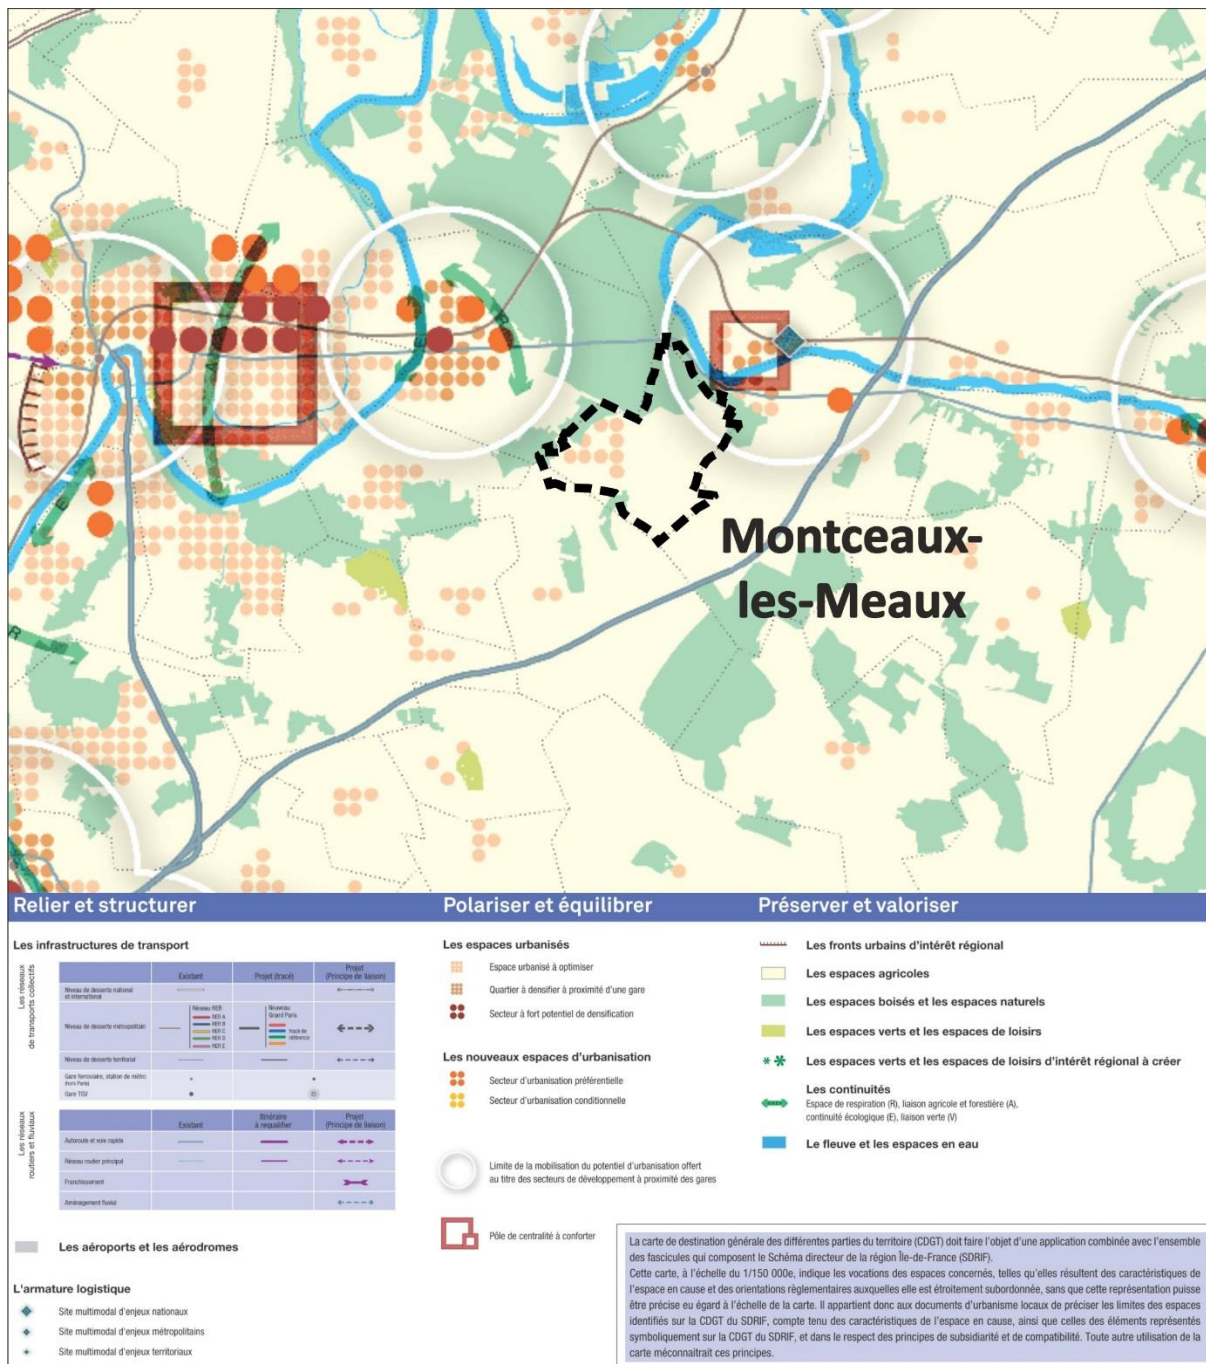 A
E
R
E
R
Montceaux-
les-Meaux
Relier et structurer
Les infrastructures de transport
Les réseaux
de transports collectifs
Existant
Projet (tracé)
Projet
(Principe de liaison)
Niveau de desserte national
et international
Niveau de desserte métropolitain
Réseau RER
RER A
RER B
RER C
RER D
RER E
Nouveau
Grand Paris
tracé de
référence
Niveau de desserte territorial
Gare ferroviaire, station de métro
(hors Paris)
Gare TGV
Les réseaux
routiers et fluviaux
Existant
Itinéraire
à requalifier
Projet
(Principe de liaison)
Autoroute et voie rapide
Réseau routier principal
Franchissement
Aménagement fluvial
Les aéroports et les aérodromes
L'armature logistique
Site multimodal d'enjeux nationaux
Site multimodal d'enjeux métropolitains
Site multimodal d'enjeux territoriaux
Polariser et équilibrer
Les espaces urbanisés
Espace urbanisé à optimiser
Quartier à densifier à proximité d'une gare
Secteur à fort potentiel de densification
Les nouveaux espaces d'urbanisation
Secteur d'urbanisation préférentielle
Secteur d'urbanisation conditionnelle
Limite de la mobilisation du potentiel d'urbanisation offert
au titre des secteurs de développement à proximité des gares
Pôle de centralité à conforter
Préserver et valoriser
Les fronts urbains d'intérêt régional
Les espaces agricoles
Les espaces boisés et les espaces naturels
Les espaces verts et les espaces de loisirs
Les espaces verts et les espaces de loisirs d'intérêt régional à créer
Les continuités
Espace de respiration (R), liaison agricole et forestière (A),
continuité écologique (E), liaison verte (V)
Le fleuve et les espaces en eau
La carte de destination générale des différentes parties du territoire (CDGT) doit faire l'objet d'une application combinée avec l'ensemble
des fascicules qui composent le Schéma directeur de la région Île-de-France (SDRIF).
Cette carte, à l'échelle du 1/150 000e, indique les vocations des espaces concernés, telles qu'elles résultent des caractéristiques de
l'espace en cause et des orientations règlementaires auxquelles elle est étroitement subordonnée, sans que cette représentation puisse
être précise eu égard à l'échelle de la carte. Il appartient donc aux documents d'urbanisme locaux de préciser les limites des espaces
identifiés sur la CDGT du SDRIF, compte tenu des caractéristiques de l'espace en cause, ainsi que celles des éléments représentés
symboliquement sur la CDGT du SDRIF, et dans le respect des principes de subsidiarité et de compatibilité. Toute autre utilisation de la
carte méconnaitrait ces principes.